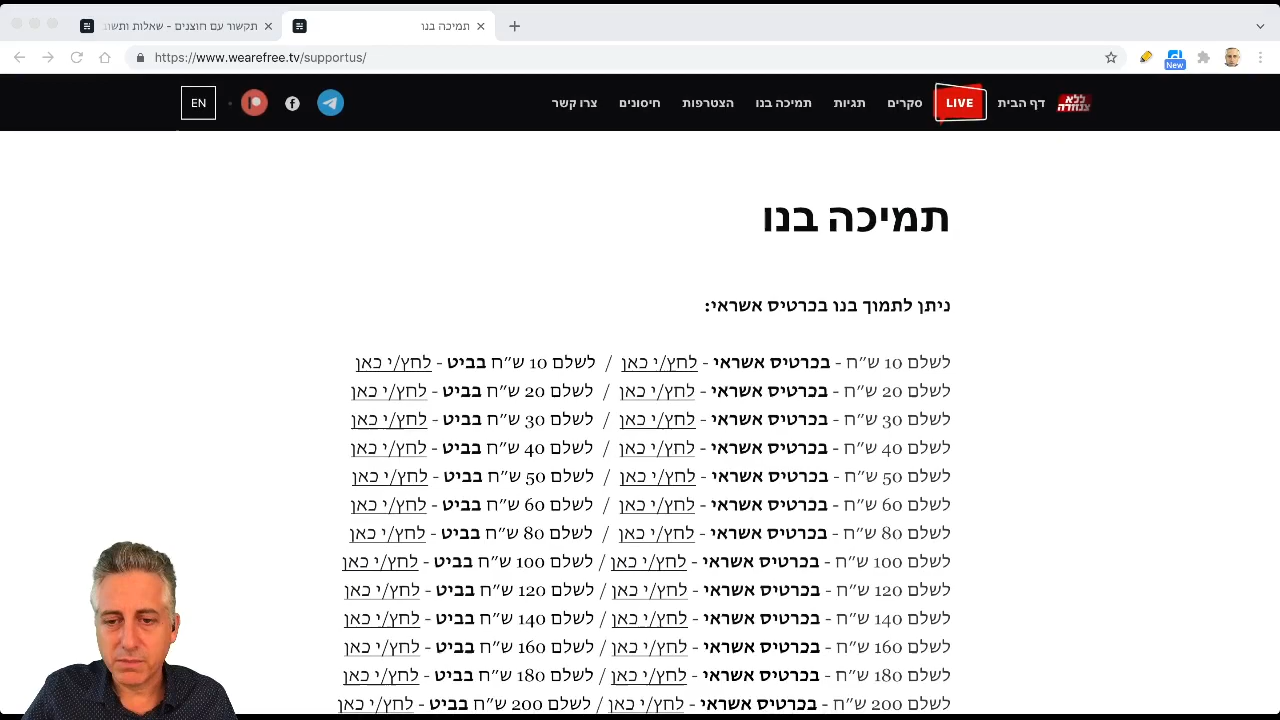 תקשור עם חוצנים - שאלות ותשוב
תמיכה בנו
https://www.wearefree.tv/supportus/
New
ללא צנזורה
דף הבית LIVE סקרים תגיות תמיכה בנו הצטרפות חיסונים צרו קשר EN
תמיכה בנו
ניתן לתמוך בנו בכרטיס אשראי:
לשלם 10 ש״ח - בכרטיס אשראי - לחץ/י כאן / לשלם 10 ש״ח בביט - לחץ/י כאן
לשלם 20 ש״ח - בכרטיס אשראי - לחץ/י כאן / לשלם 20 ש״ח בביט - לחץ/י כאן
לשלם 30 ש״ח - בכרטיס אשראי - לחץ/י כאן / לשלם 30 ש״ח בביט - לחץ/י כאן
לשלם 40 ש״ח - בכרטיס אשראי - לחץ/י כאן / לשלם 40 ש״ח בביט - לחץ/י כאן
לשלם 50 ש״ח - בכרטיס אשראי - לחץ/י כאן / לשלם 50 ש״ח בביט - לחץ/י כאן
לשלם 60 ש״ח - בכרטיס אשראי - לחץ/י כאן / לשלם 60 ש״ח בביט - לחץ/י כאן
לשלם 80 ש״ח - בכרטיס אשראי - לחץ/י כאן / לשלם 80 ש״ח בביט - לחץ/י כאן
לשלם 100 ש״ח - בכרטיס אשראי - לחץ/י כאן / לשלם 100 ש״ח בביט - לחץ/י כאן
לשלם 120 ש״ח - בכרטיס אשראי - לחץ/י כאן / לשלם 120 ש״ח בביט - לחץ/י כאן
לשלם 140 ש״ח - בכרטיס אשראי - לחץ/י כאן / לשלם 140 ש״ח בביט - לחץ/י כאן
לשלם 160 ש״ח - בכרטיס אשראי - לחץ/י כאן / לשלם 160 ש״ח בביט - לחץ/י כאן
לשלם 180 ש״ח - בכרטיס אשראי - לחץ/י כאן / לשלם 180 ש״ח בביט - לחץ/י כאן
לשלם 200 ש״ח - בכרטיס אשראי - לחץ/י כאן / לשלם 200 ש״ח בביט - לחץ/י כאן